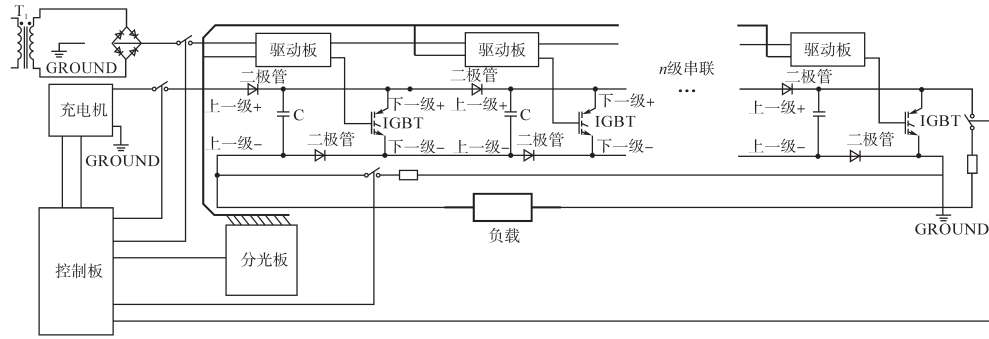 T₁
GROUND
驱动板
驱动板
n级串联
驱动板
二极管
二极管
二极管
充电机
上一级+
C
下一级+
上一级+
C
下一级+
上一级+
IGBT
IGBT
IGBT
GROUND
上一级-
二极管
下一级-
上一级-
二极管
下一级-
上一级-
二极管
GROUND
负载
分光板
控制板